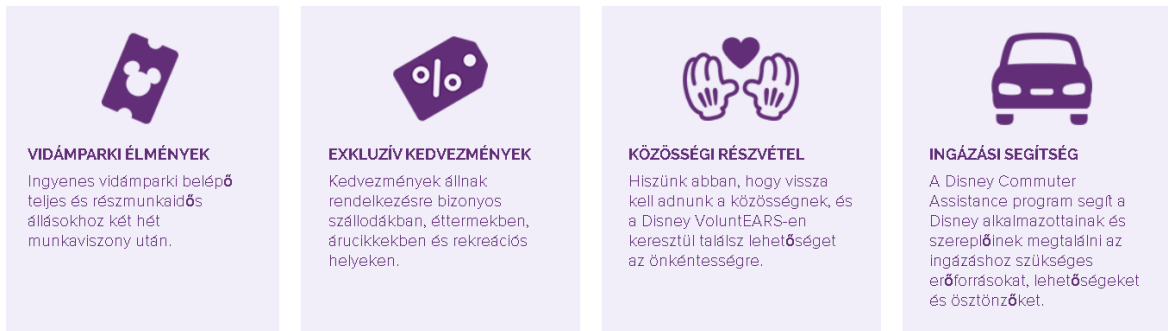 VIDÁMPARKI ÉLMÉNYEK
Ingyenes vidámparki belépő
teljes és részmunkaidős
állásokhoz két hét
munkaviszony után.
EXKLUZÍV KEDVEZMÉNYEK
Kedvezmények állnak
rendelkezésre bizonyos
szállodákban, éttermekben,
árucikkekben és rekreációs
helyeken.
KÖZÖSSÉGI RÉSZVÉTEL
Hiszünk abban, hogy vissza
kell adnunk a közösségnek, és
a Disney VoluntEARS-en
keresztül találsz lehetőséget
az önkéntességre.
INGÁZÁSI SEGÍTSÉG
A Disney Commuter
Assistance program segít a
Disney alkalmazottainak és
szereplőinek megtalálni az
ingázáshoz szükséges
erőforrásokat, lehetőségeket
és ösztönzőket.